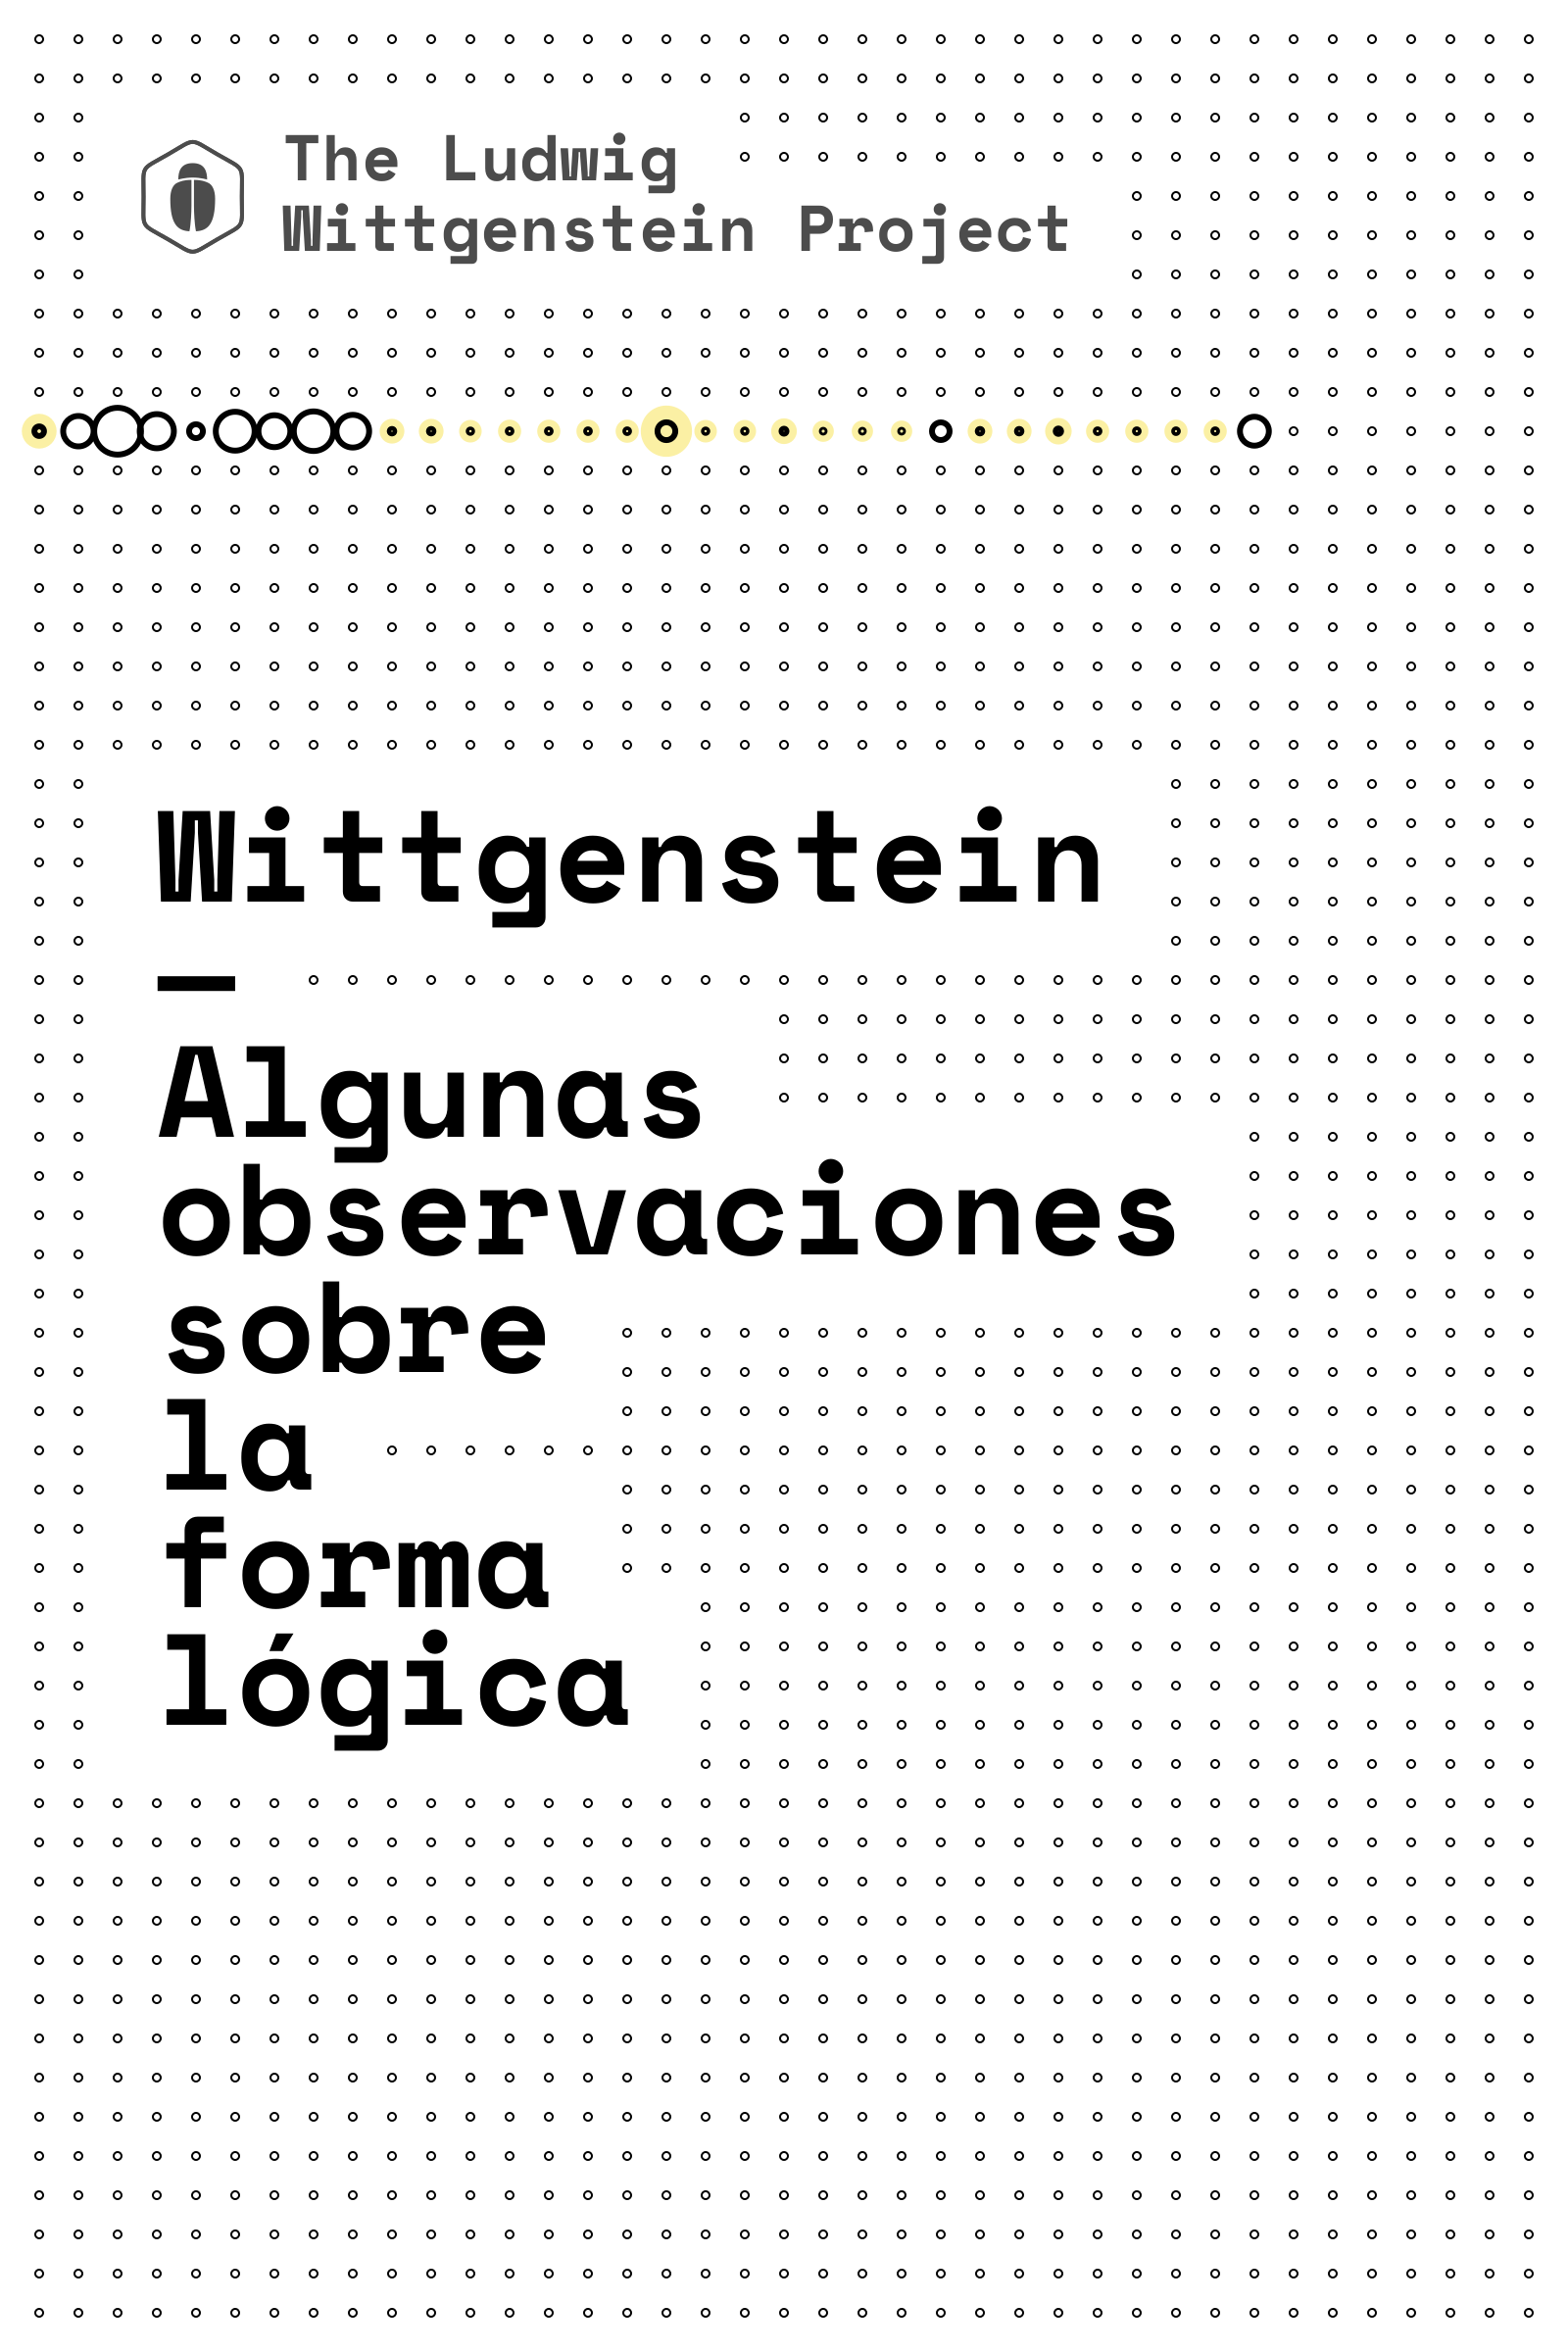 The Ludwig
Wittgenstein Project
Wittgenstein
—
Algunas
observaciones
sobre
la
forma
lógica